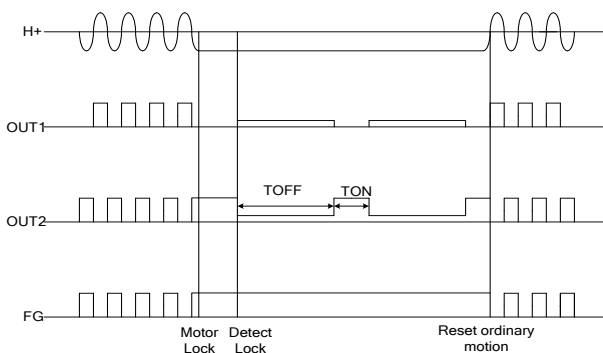 H+
OUT1
TOFF
TON
OUT2
FG
Motor
Lock
Detect
Lock
Reset ordinary
motion